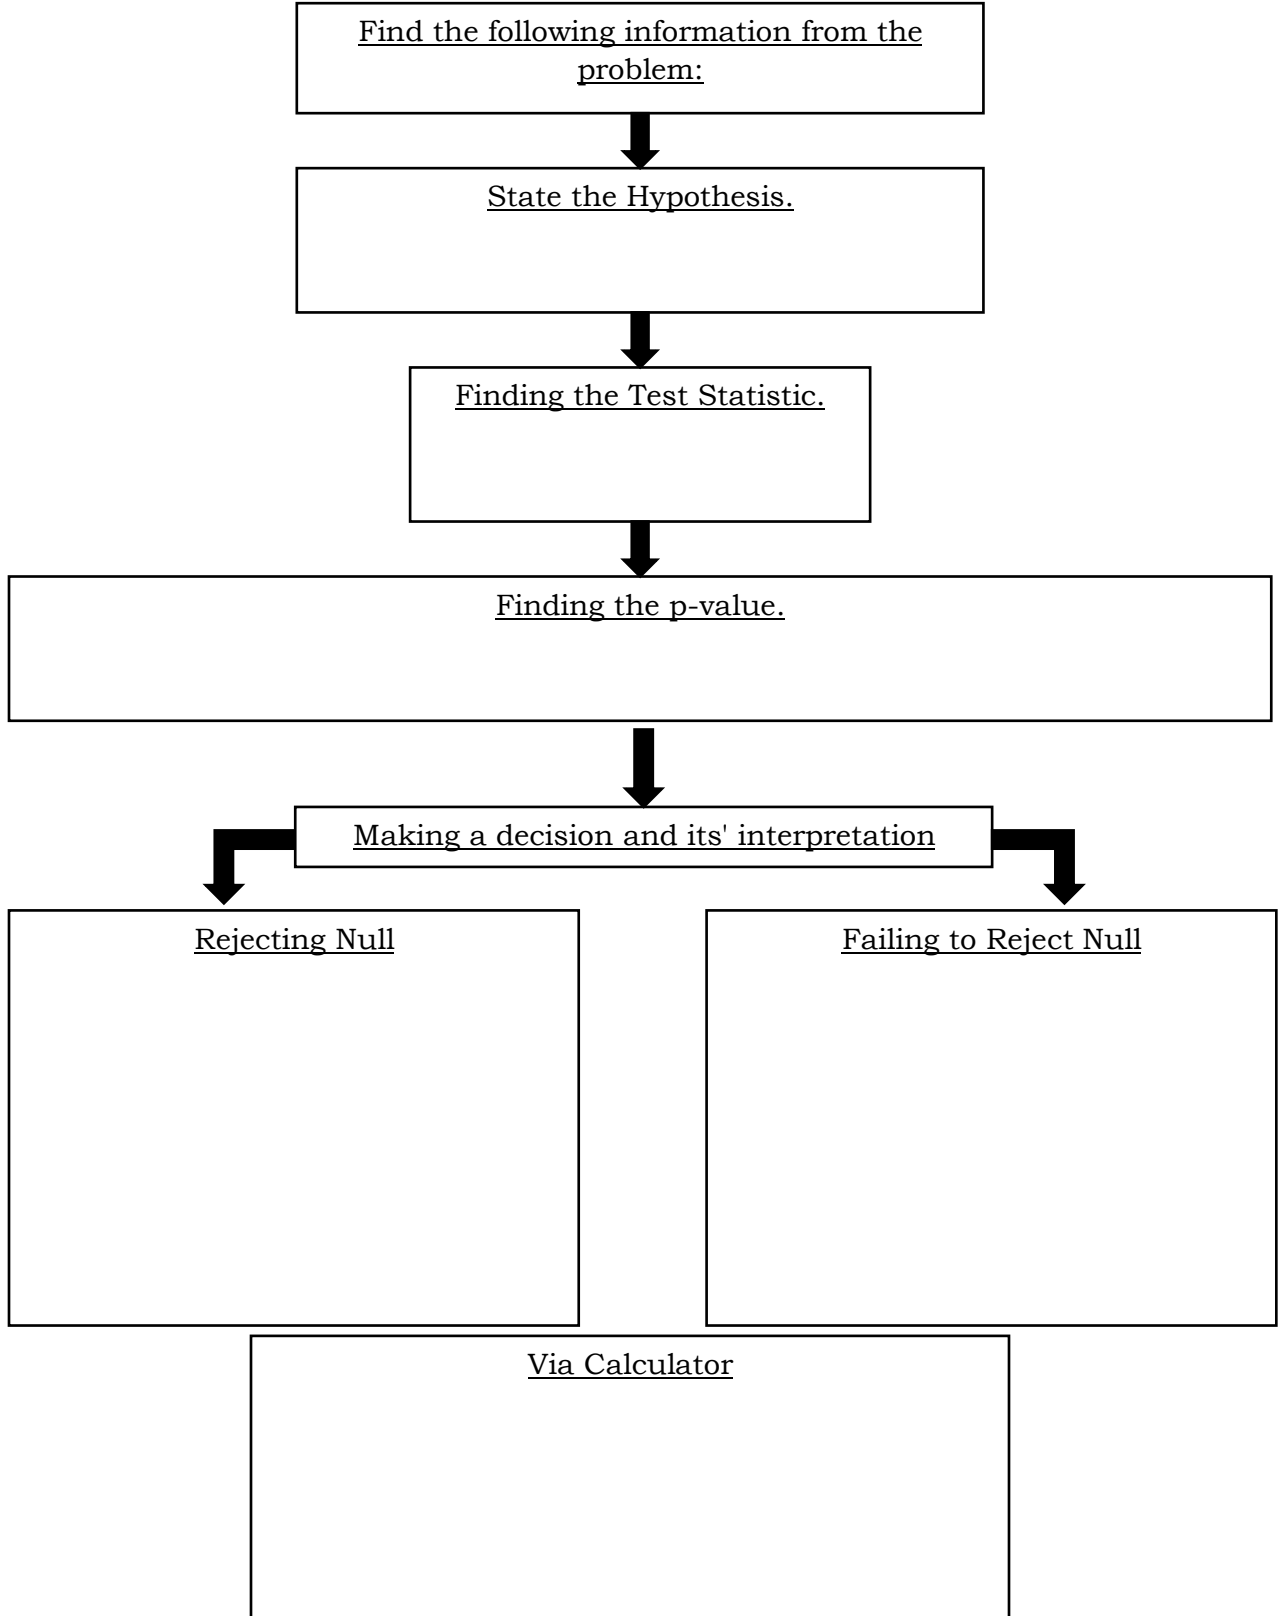 Find the following information from the
problem:
State the Hypothesis.
Finding the Test Statistic.
Finding the p-value.
Making a decision and its' interpretation
Rejecting Null
Failing to Reject Null
Via Calculator